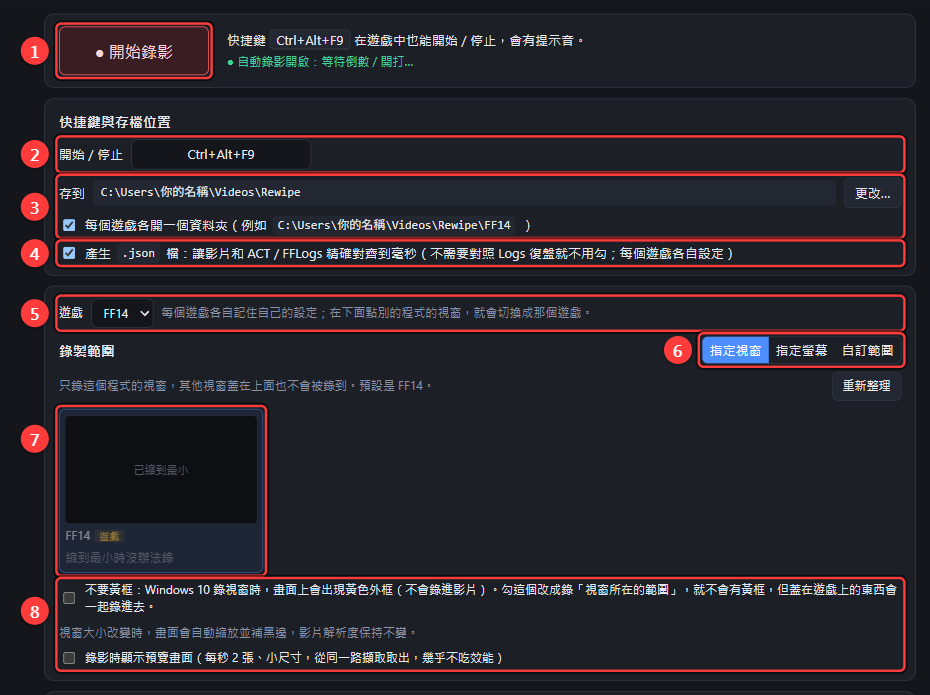 1
● 開始錄影
快捷鍵 Ctrl+Alt+F9 在遊戲中也能開始 / 停止，會有提示音。
● 自動錄影開啟：等待倒數 / 開打...
快捷鍵與存檔位置
2
開始 / 停止 Ctrl+Alt+F9
3
存到 C:\Users\你的名稱\Videos\Rewipe 更改...
每個遊戲各開一個資料夾（例如 C:\Users\你的名稱\Videos\Rewipe\FF14 ）
4
產生 .json 檔：讓影片和 ACT / FFLogs 精確對齊到毫秒（不需要對照 Logs 復盤就不用勾；每個遊戲各自設定）
5
遊戲 FF14 每個遊戲各自記住自己的設定；在下面點別的程式的視窗，就會切換成那個遊戲。
錄製範圍
6
指定視窗 指定螢幕 自訂範圍
只錄這個程式的視窗，其他視窗蓋在上面也不會被錄到。預設是 FF14。
重新整理
7
已縮到最小
FF14 遊戲
縮到最小時沒辦法錄
8
不要黃框：Windows 10 錄視窗時，畫面上會出現黃色外框（不會錄進影片）。勾這個改成錄「視窗所在的範圍」，就不會有黃框，但蓋在遊戲上的東西會
一起錄進去。
視窗大小改變時，畫面會自動縮放並補黑邊，影片解析度保持不變。
錄影時顯示預覽畫面（每秒 2 張、小尺寸，從同一路擷取取出，幾乎不吃效能）